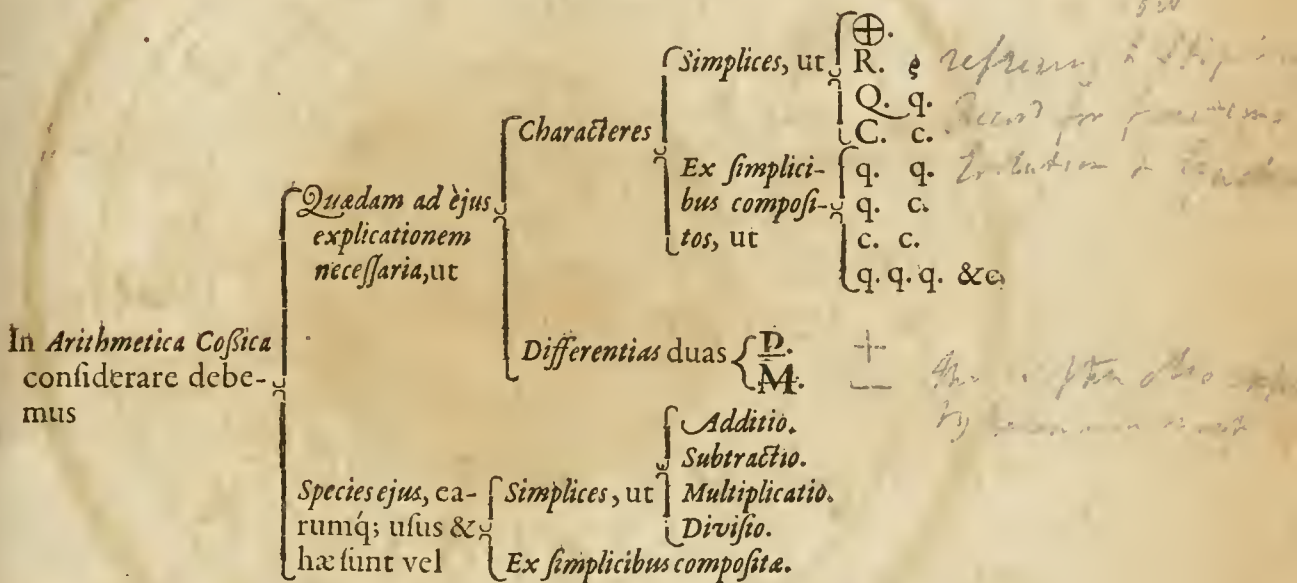 Simplices, ut
⊕.
R.
Q. q.
C. c.
Characteres
Ex simplici-
bus composi-
tos, ut
q. q.
q. c.
c. c.
q. q. q. &c.
Quædam ad èjus
explicationem
necessaria, ut
Differentias duas
P. +
M. —
In Arithmetica Cossica
considerare debe-
mus
Species ejus, ea-
rumq́; usus &
hæ sunt vel
Simplices, ut
Additio.
Subtractio.
Multiplicatio.
Divisio.
Ex simplicibus compositæ.